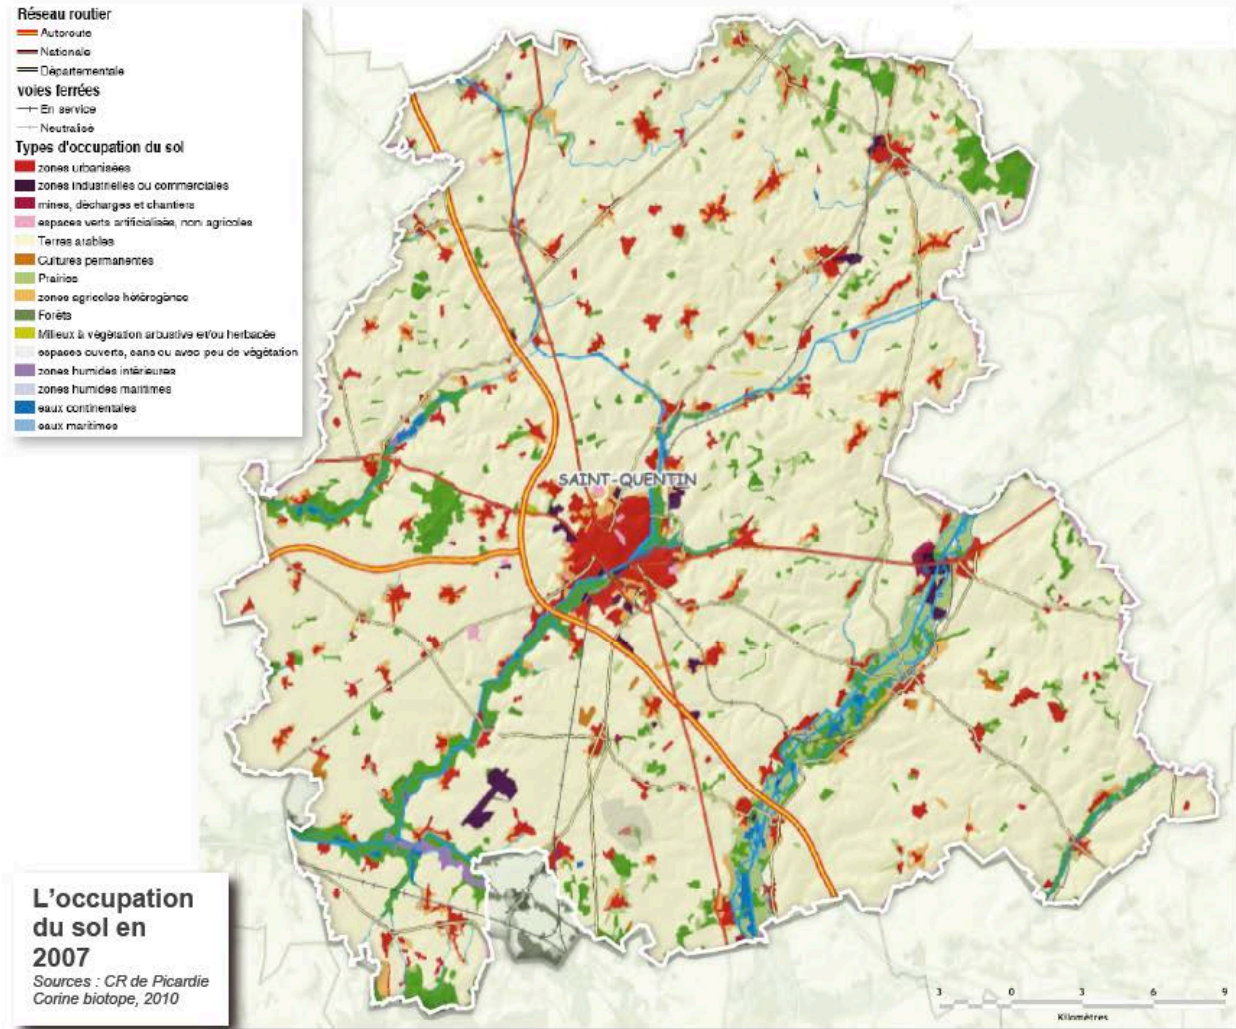 Réseau routier
Autoroute
Nationale
Départementale
voies ferrées
En service
Neutralisé
Types d'occupation du sol
zones urbanisées
zones industrielles ou commerciales
mines, décharges et chantiers
espaces verts artificialisés, non agricoles
Terres arables
Cultures permanentes
Prairies
zones agricoles hétérogènes
Forêts
Milieux à végétation arbustive et/ou herbacée
espaces ouverts, sans ou avec peu de végétation
zones humides intérieures
zones humides maritimes
eaux continentales
eaux maritimes
SAINT-QUENTIN
L'occupation
du sol en
2007
Sources : CR de Picardie
Corine biotope, 2010
3 0 3 6 9
Kilomètres